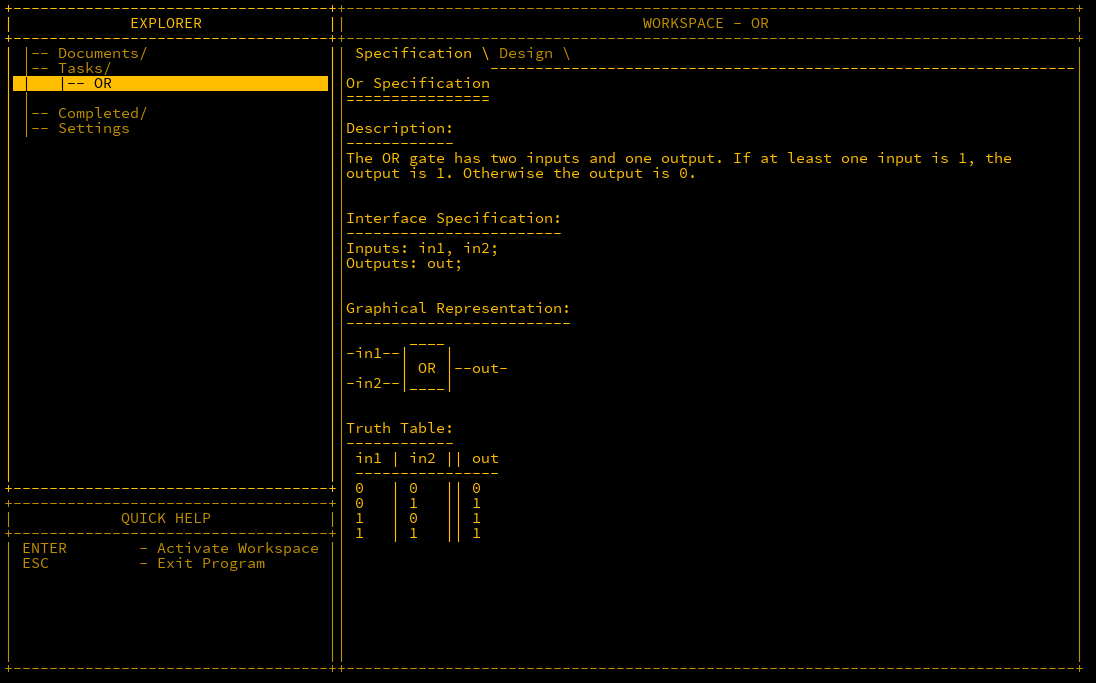 EXPLORER
|-- Documents/
|-- Tasks/
|   |-- OR
|
|-- Completed/
|-- Settings
QUICK HELP
ENTER        - Activate Workspace
ESC          - Exit Program
WORKSPACE - OR
Specification \ Design \
Or Specification
================
Description:
------------
The OR gate has two inputs and one output. If at least one input is 1, the
output is 1. Otherwise the output is 0.
Interface Specification:
------------------------
Inputs: in1, in2;
Outputs: out;
Graphical Representation:
-------------------------
       ____
-in1--|    |
      | OR |--out-
-in2--|____|
Truth Table:
------------
 in1 | in2 || out
 ----------------
 0   | 0   || 0
 0   | 1   || 1
 1   | 0   || 1
 1   | 1   || 1